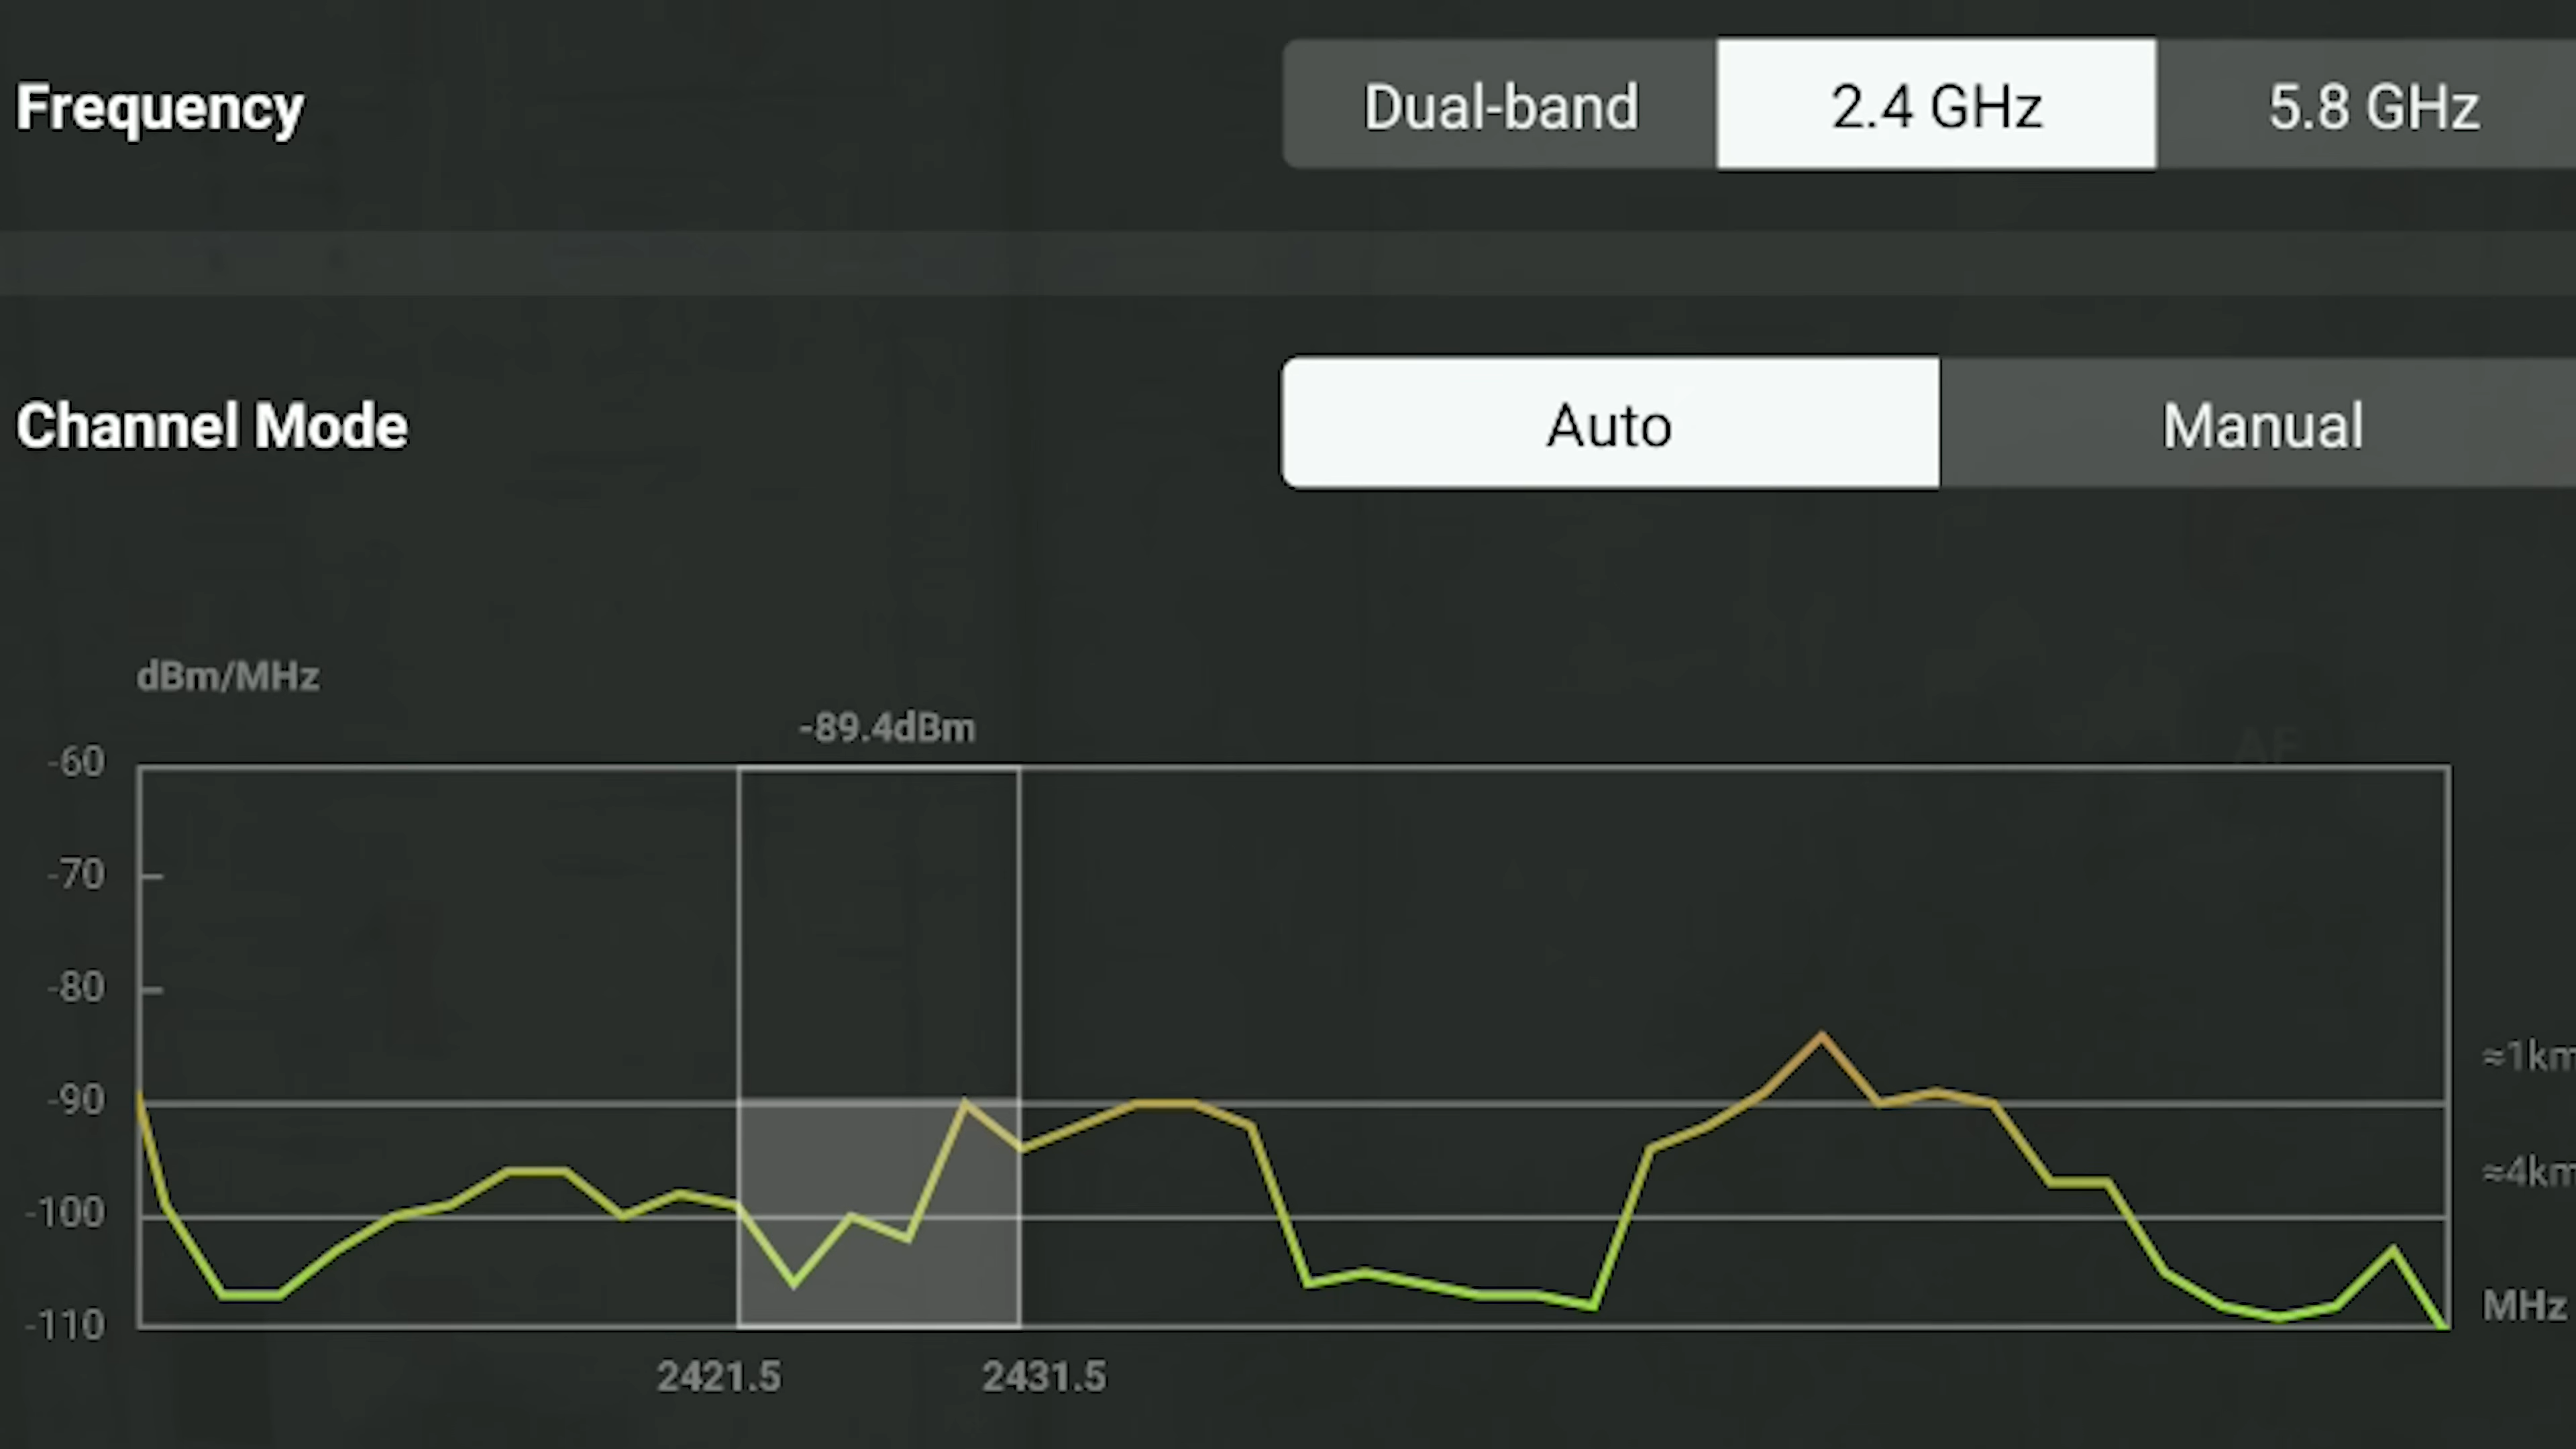 Frequency Dual-band 2.4 GHz 5.8 GHz
Channel Mode Auto Manual
dBm/MHz
-89.4dBm
-60
-70
AF
-80
≈1km
-90
≈4km
-100
MHz
-110
2421.5 2431.5